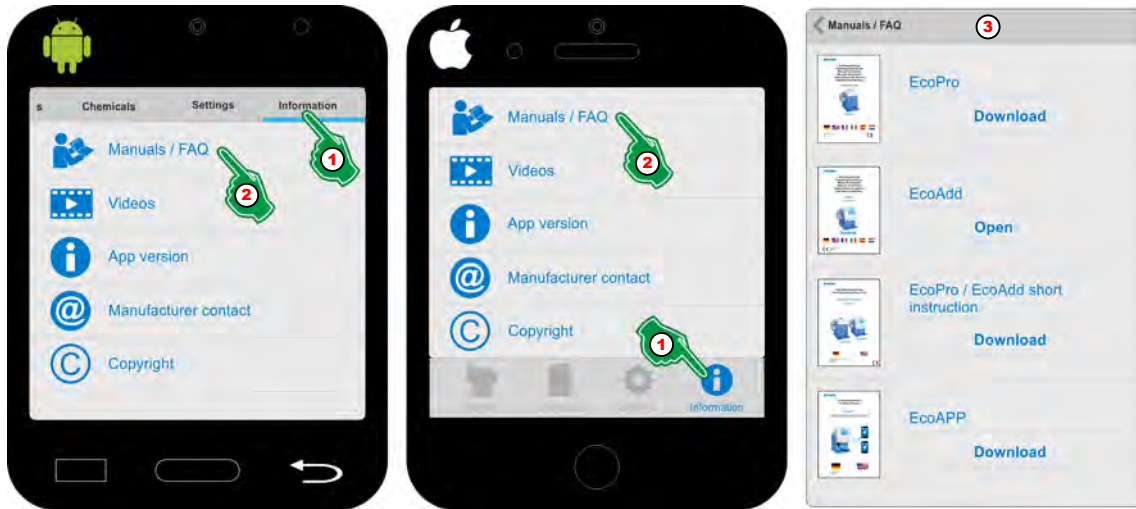 s Chemicals Settings Information
Manuals / FAQ
1
2
Videos
App version
Manufacturer contact
Copyright
Manuals / FAQ
2
Videos
App version
Manufacturer contact
Copyright
1
Information
Manuals / FAQ
3
EcoPro
Download
EcoAdd
Open
EcoPro / EcoAdd short
instruction
Download
EcoAPP
Download